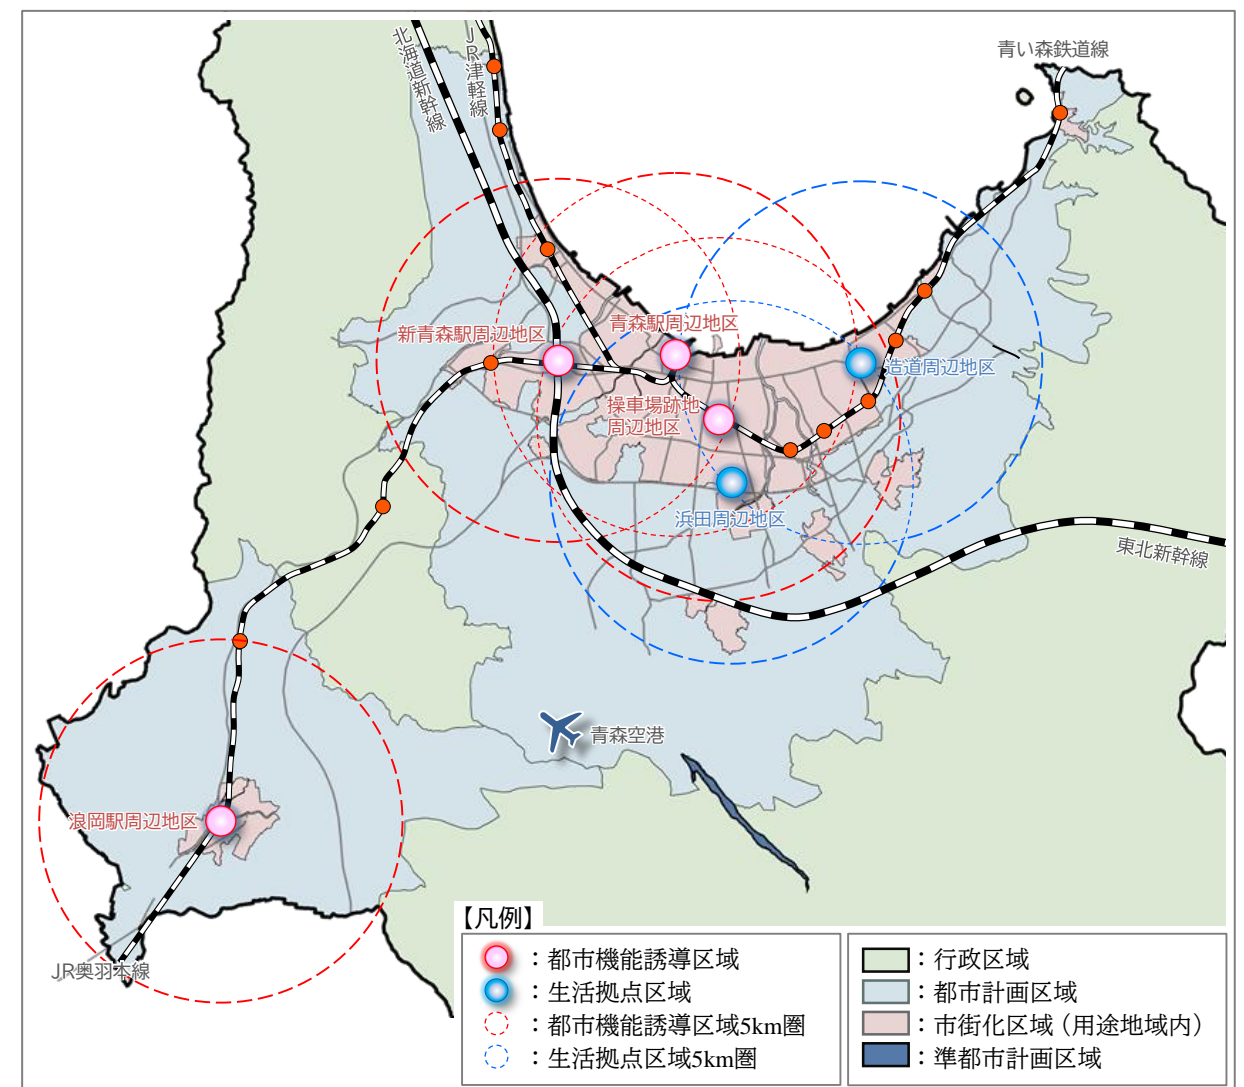 北海道新幹線
JR津軽線
青い森鉄道線
新青森駅周辺地区
青森駅周辺地区
造道周辺地区
操車場跡地
周辺地区
浜田周辺地区
東北新幹線
青森空港
浪岡駅周辺地区
JR奥羽本線
【凡例】
：都市機能誘導区域
：生活拠点区域
：都市機能誘導区域5km圏
：生活拠点区域5km圏
：行政区域
：都市計画区域
：市街化区域（用途地域内）
：準都市計画区域